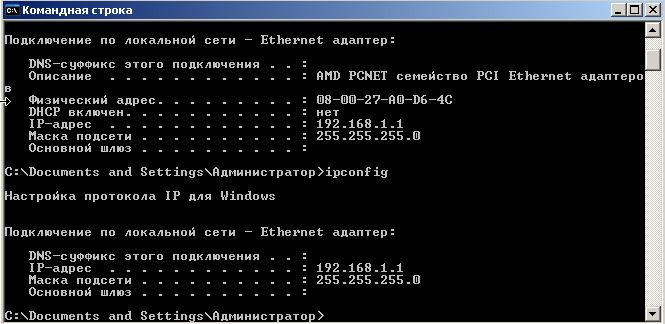 Командная строка
Подключение по локальной сети - Ethernet адаптер:
DNS-суффикс этого подключения . . :
Описание . . . . . . . . . . . . : AMD PCNET семейство PCI Ethernet адаптеро
в
Физический адрес. . . . . . . . . : 08-00-27-A0-D6-4C
DHCP включен. . . . . . . . . . . : нет
IP-адрес . . . . . . . . . . . . : 192.168.1.1
Маска подсети . . . . . . . . . . : 255.255.255.0
Основной шлюз . . . . . . . . . . :
C:\Documents and Settings\Администратор>ipconfig
Настройка протокола IP для Windows
Подключение по локальной сети - Ethernet адаптер:
DNS-суффикс этого подключения . . :
IP-адрес . . . . . . . . . . . . : 192.168.1.1
Маска подсети . . . . . . . . . . : 255.255.255.0
Основной шлюз . . . . . . . . . . :
C:\Documents and Settings\Администратор>